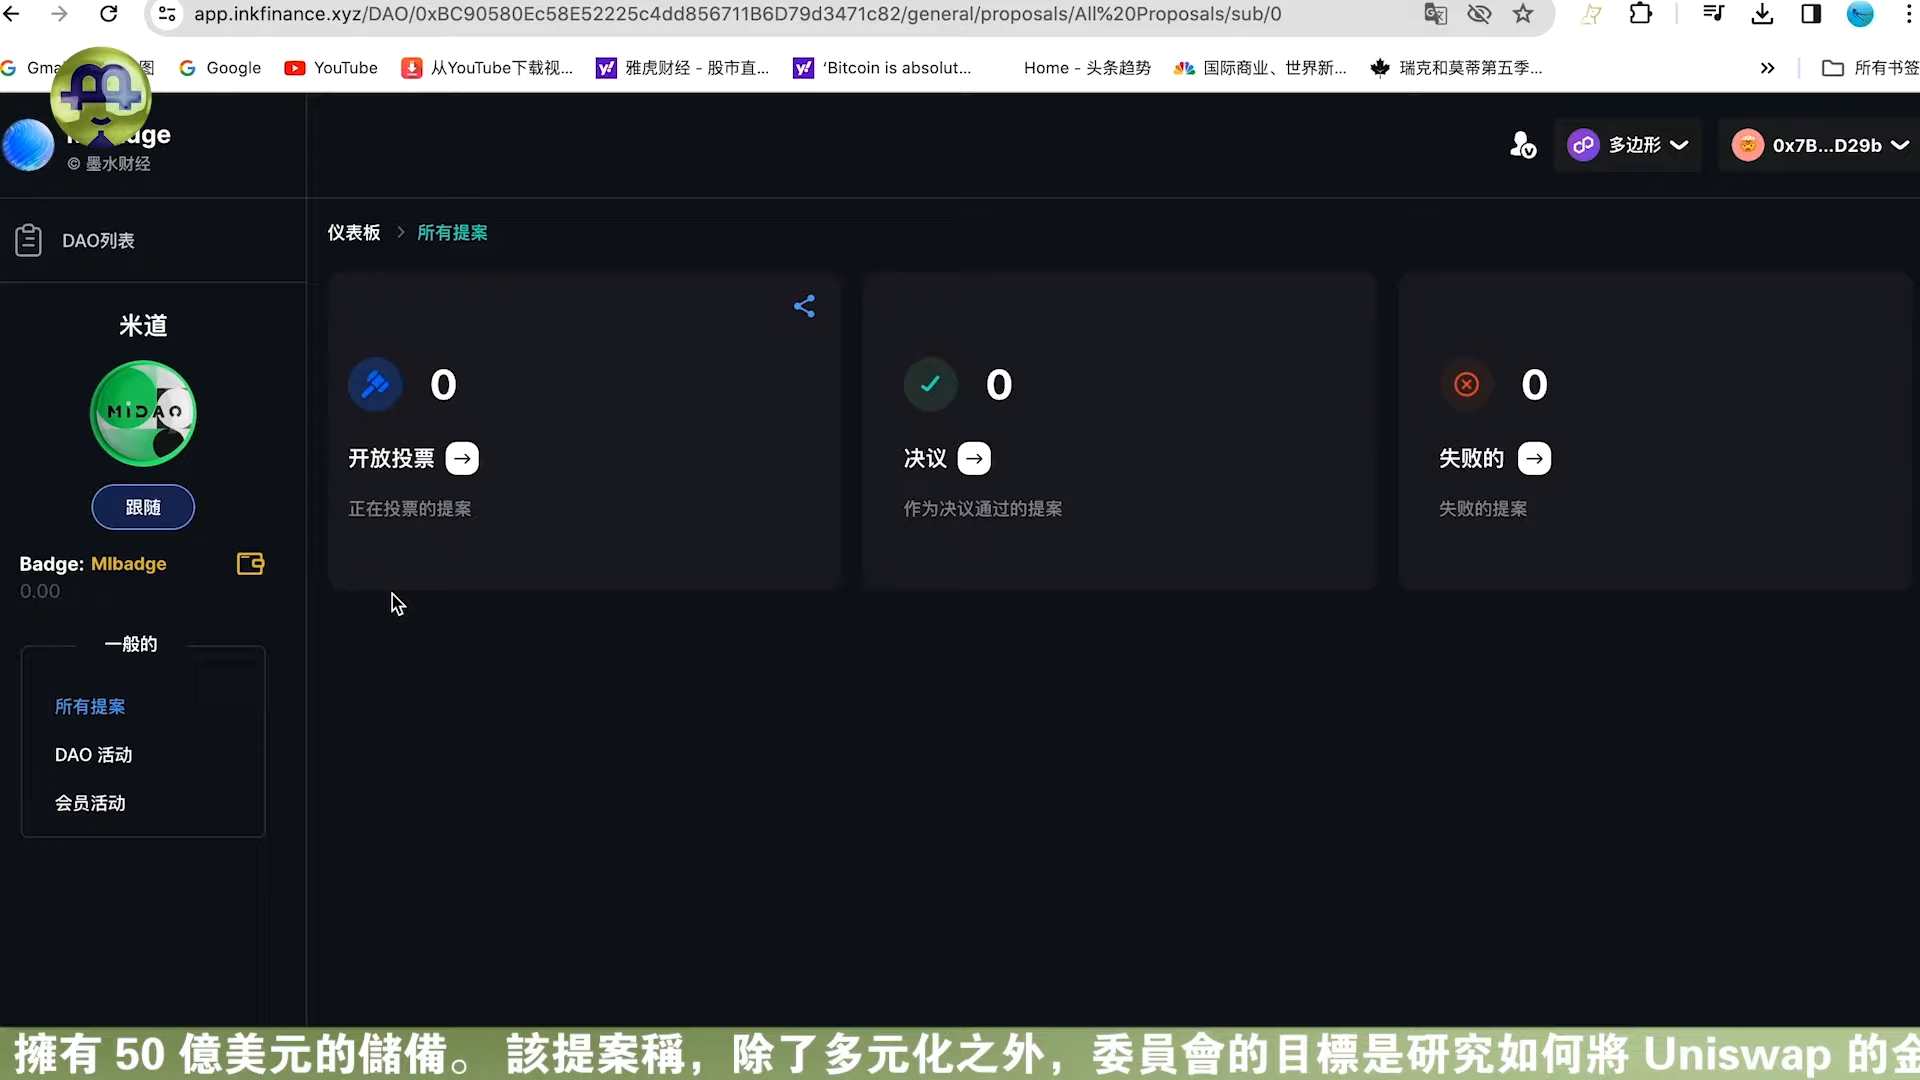 app.inkfinance.xyz/DAO/0xBC90580Ec58E52225c4dd856711B6D79d3471c82/general/proposals/All%20Proposals/sub/0
Google
YouTube
从YouTube下载视...
雅虎财经 - 股市直...
‘Bitcoin is absolut...
Home - 头条趋势
国际商业、世界新...
瑞克和莫蒂第五季...
所有书签
© 墨水财经
多边形
0x7B...D29b
DAO列表
仪表板
所有提案
米道
MiDAO
跟随
Badge: MIbadge
0.00
0
开放投票
正在投票的提案
0
决议
作为决议通过的提案
0
失败的
失败的提案
一般的
所有提案
DAO 活动
会员活动
擁有 50 億美元的儲備。 該提案稱，除了多元化之外，委員會的目標是研究如何將 Uniswap 的金